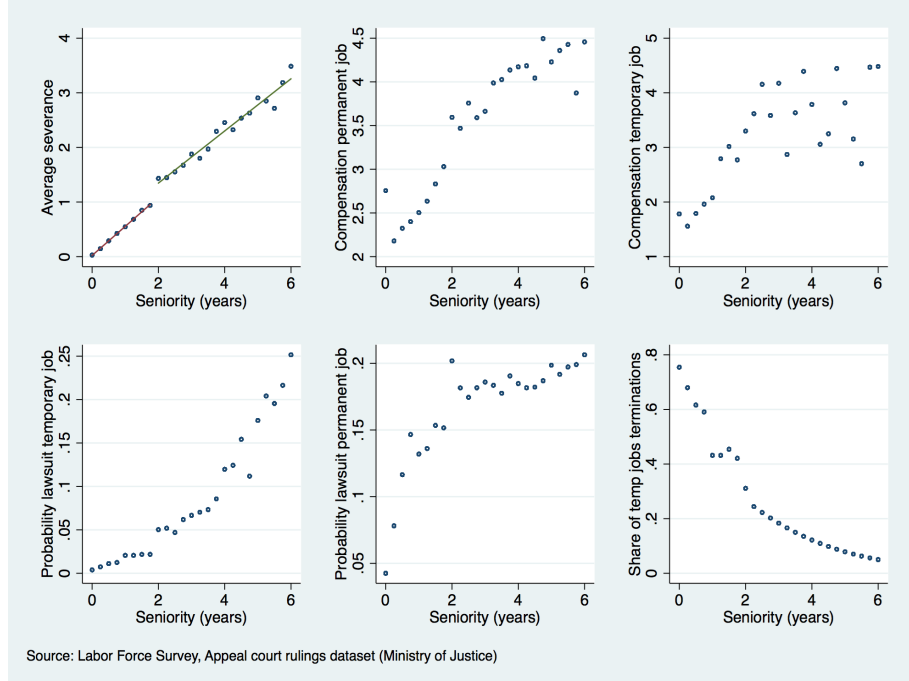 Average severence
4
3
2
1
0
0 2 4 6
Seniority (years)
Compensation permanent job
4.5
4
3.5
3
2.5
2
0 2 4 6
Seniority (years)
Compensation temporary job
5
4
3
2
1
0 2 4 6
Seniority (years)
Probability lawsuit temporary job
.25
.2
.15
.1
.05
0
0 2 4 6
Seniority (years)
Probability lawsuit permanent job
.2
.15
.1
.05
0 2 4 6
Seniority (years)
Share of temp jobs terminations
.8
.6
.4
.2
0
0 2 4 6
Seniority (years)
Source: Labor Force Survey, Appeal court rulings dataset (Ministry of Justice)